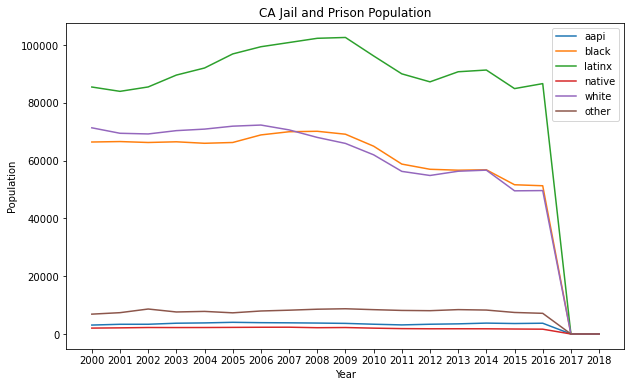 CA Jail and Prison Population
aapi
black
latinx
native
white
other
100000
80000
60000
40000
20000
0
Population
2000 2001 2002 2003 2004 2005 2006 2007 2008 2009 2010 2011 2012 2013 2014 2015 2016 2017 2018
Year